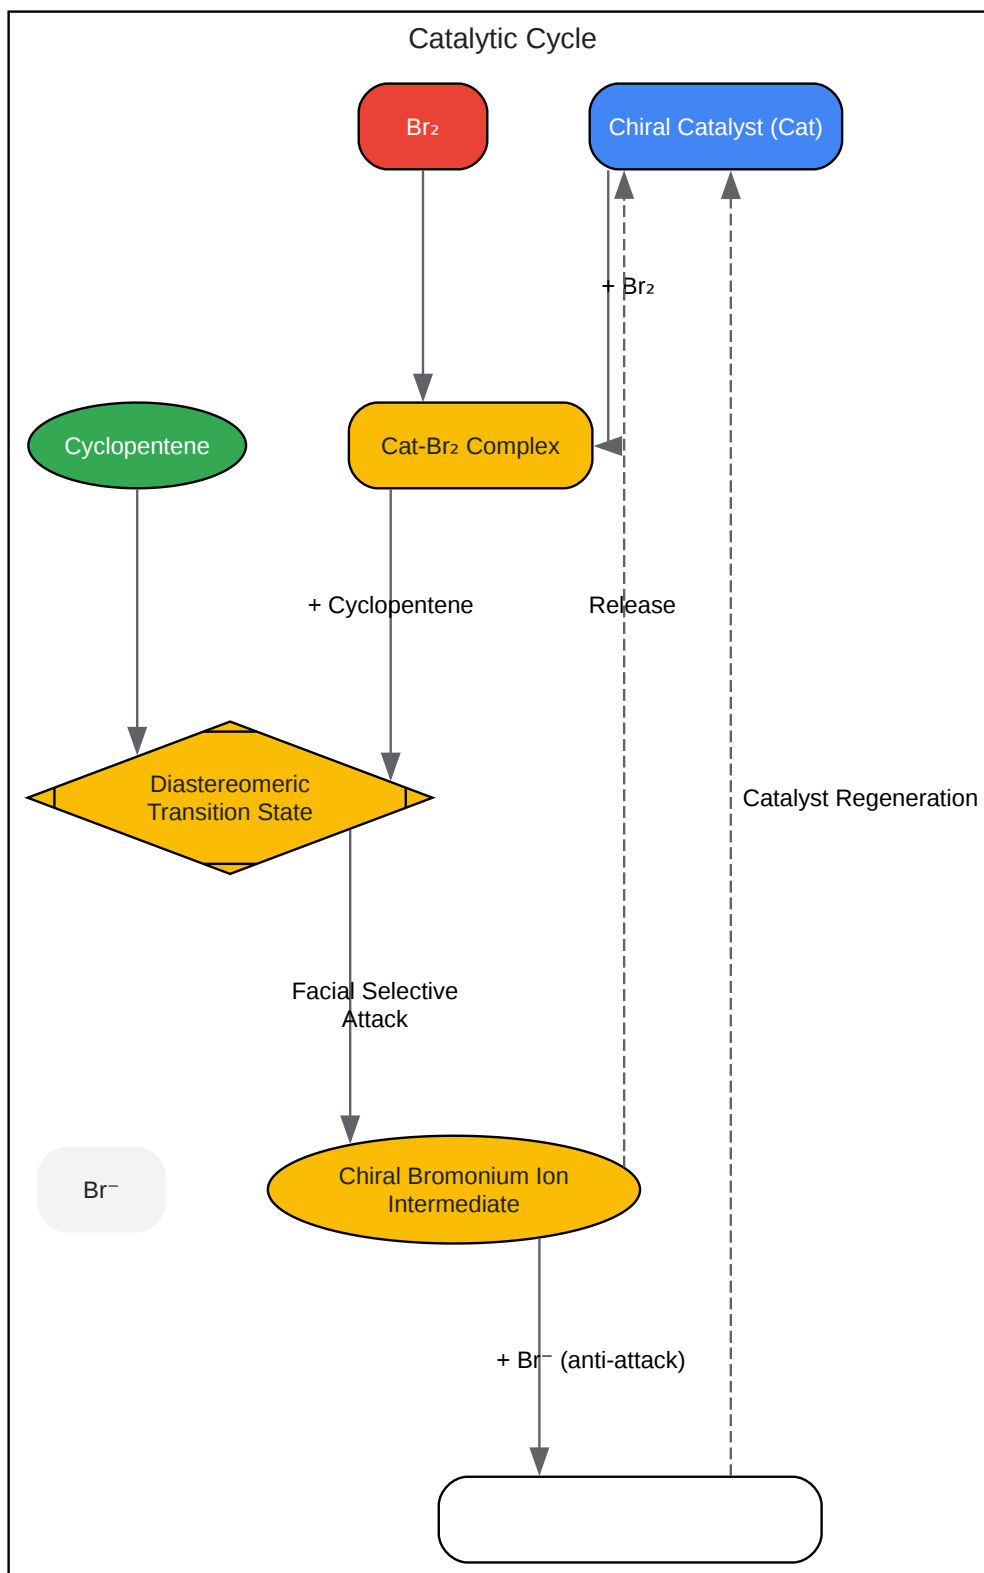 Catalytic Cycle
Br₂
Chiral Catalyst (Cat)
+ Br₂
Cyclopentene
Cat-Br₂ Complex
+ Cyclopentene
Release
Diastereomeric
Transition State
Catalyst Regeneration
Facial Selective
Attack
Br⁻
Chiral Bromonium Ion
Intermediate
+ Br⁻ (anti-attack)